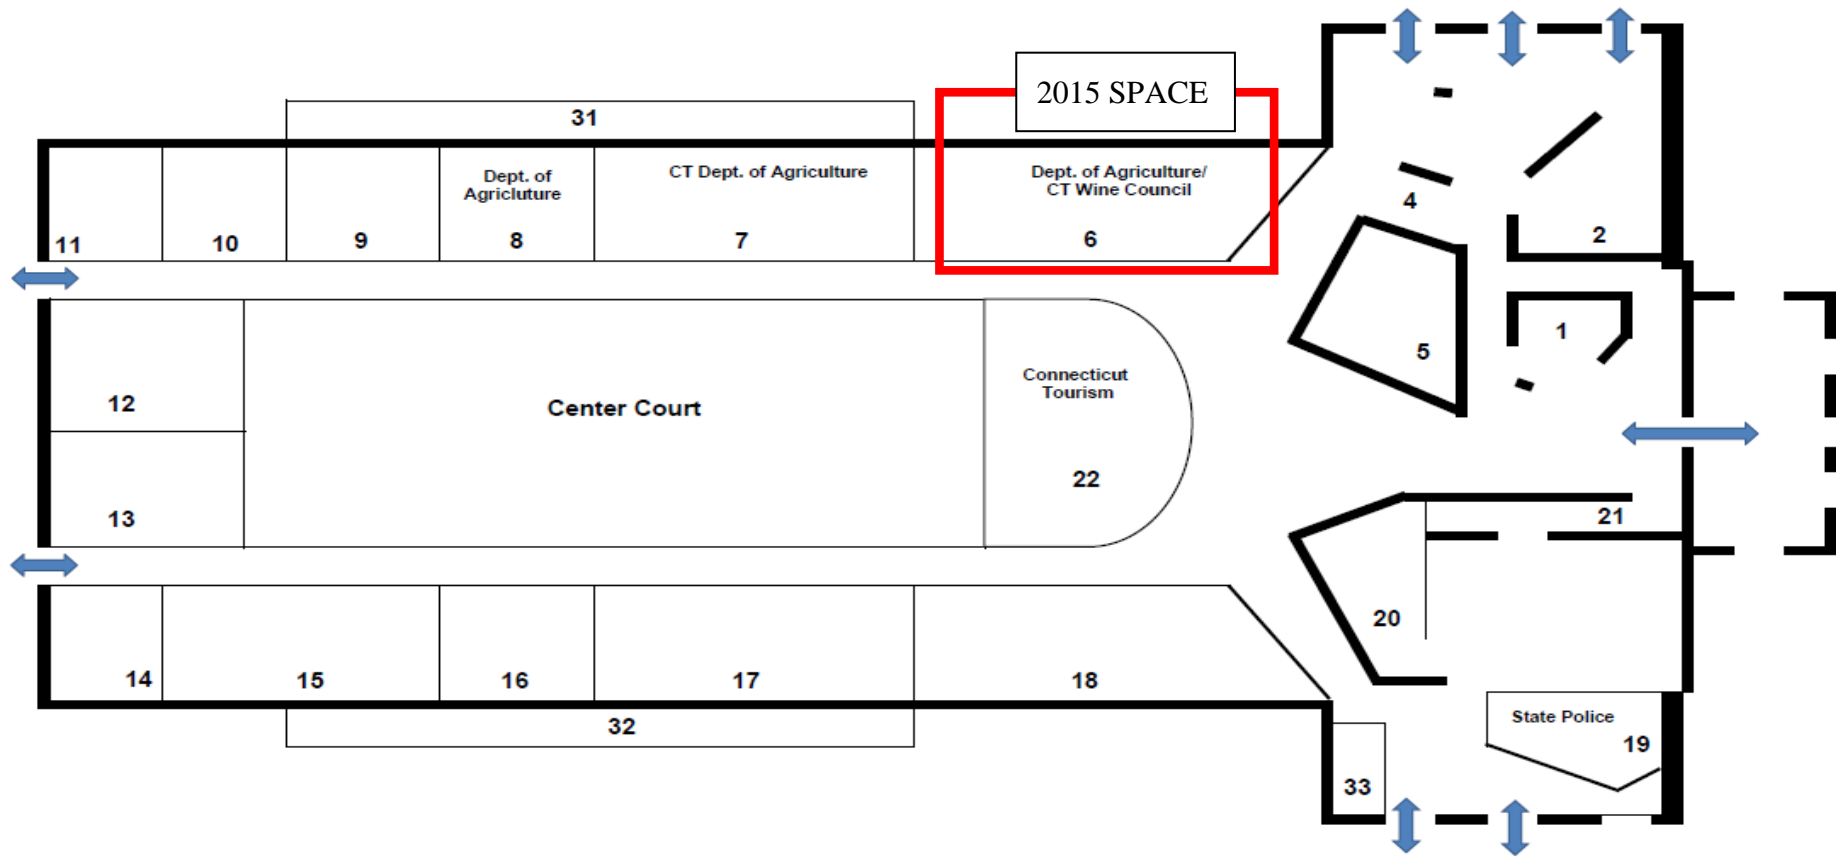 2015 SPACE
31
Dept. of
Agricluture
CT Dept. of Agriculture
Dept. of Agriculture/
CT Wine Council
11
10
9
8
7
6
4
2
1
5
12
Center Court
Connecticut
Tourism
22
13
21
20
14
15
16
17
18
32
State Police
19
33